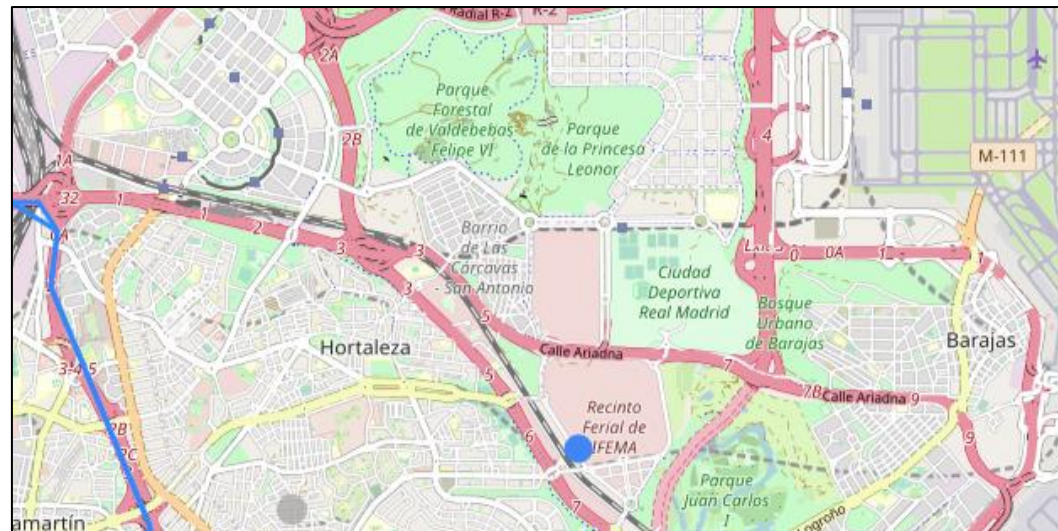 Radial R-2
R-2
2A
Parque
Forestal
de Valdebebas
Felipe VI
2B
Parque
de la Princesa
Leonor
4
M-111
1A
32
1
1
2
3
3
3
Barrio
de Las
Cárcavas
- San Antonio
0
0A
1
1
Ciudad
Deportiva
Real Madrid
Bosque
Urbano
de Barajas
Barajas
5
Hortaleza
Calle Ariadna
7
3-4-5
5
7B
Calle Ariadna
9
Recinto
Ferial de
IFEMA
2B
6
9
2C
Parque
Juan Carlos
I
7
Logroño
amartín